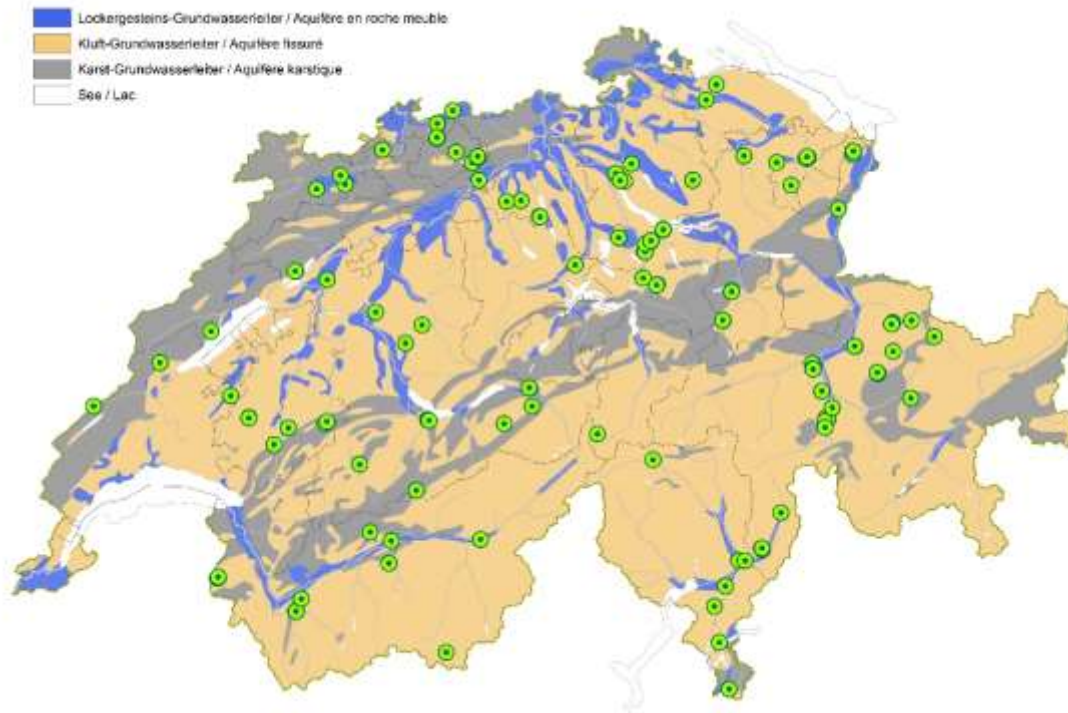 Lockergesteins-Grundwasserleiter / Aquifère en roche meuble
Kluft-Grundwasserleiter / Aquifère fissuré
Karst-Grundwasserleiter / Aquifère karstique
See / Lac